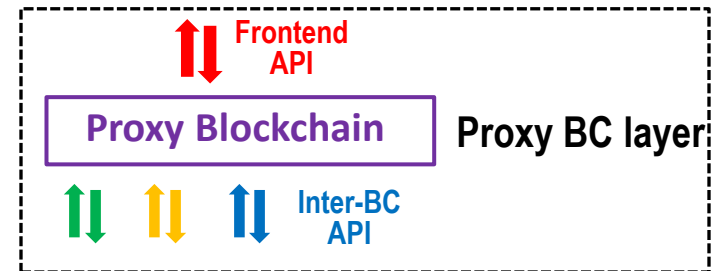 Frontend
API
Proxy Blockchain
Proxy BC layer
Inter-BC
API